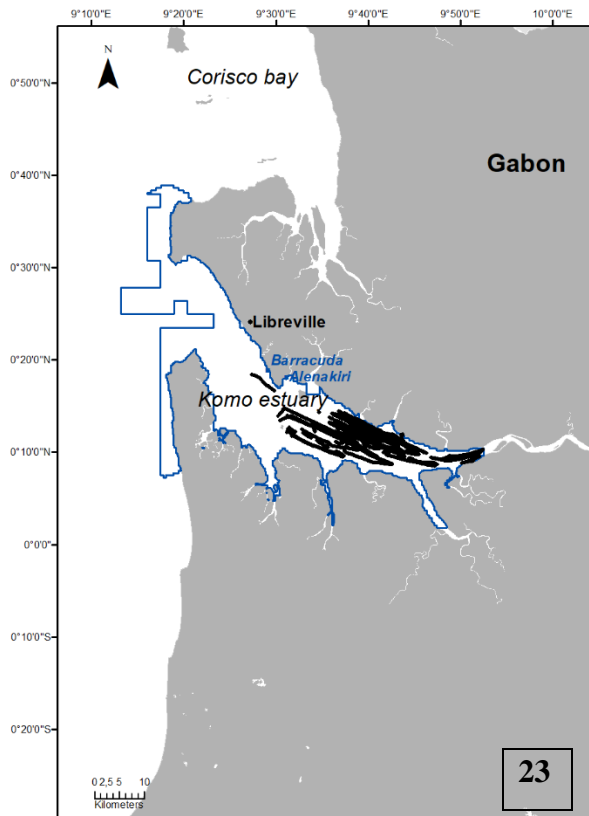 9°10'0"E 9°20'0"E 9°30'0"E 9°40'0"E 9°50'0"E 10°00'0"E
N
0°50'0"N
Corisco bay
0°40'0"N
Gabon
0°30'0"N
Libreville
0°20'0"N
Barracuda
Alenakiri
Komo estuary
0°10'0"N
0°0'0"
0°10'0"S
0°20'0"S
0 2,5 5 10
Kilometers
23